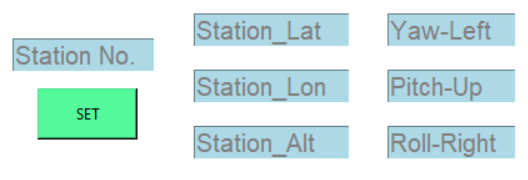 Station No.
SET
Station_Lat
Station_Lon
Station_Alt
Yaw-Left
Pitch-Up
Roll-Right